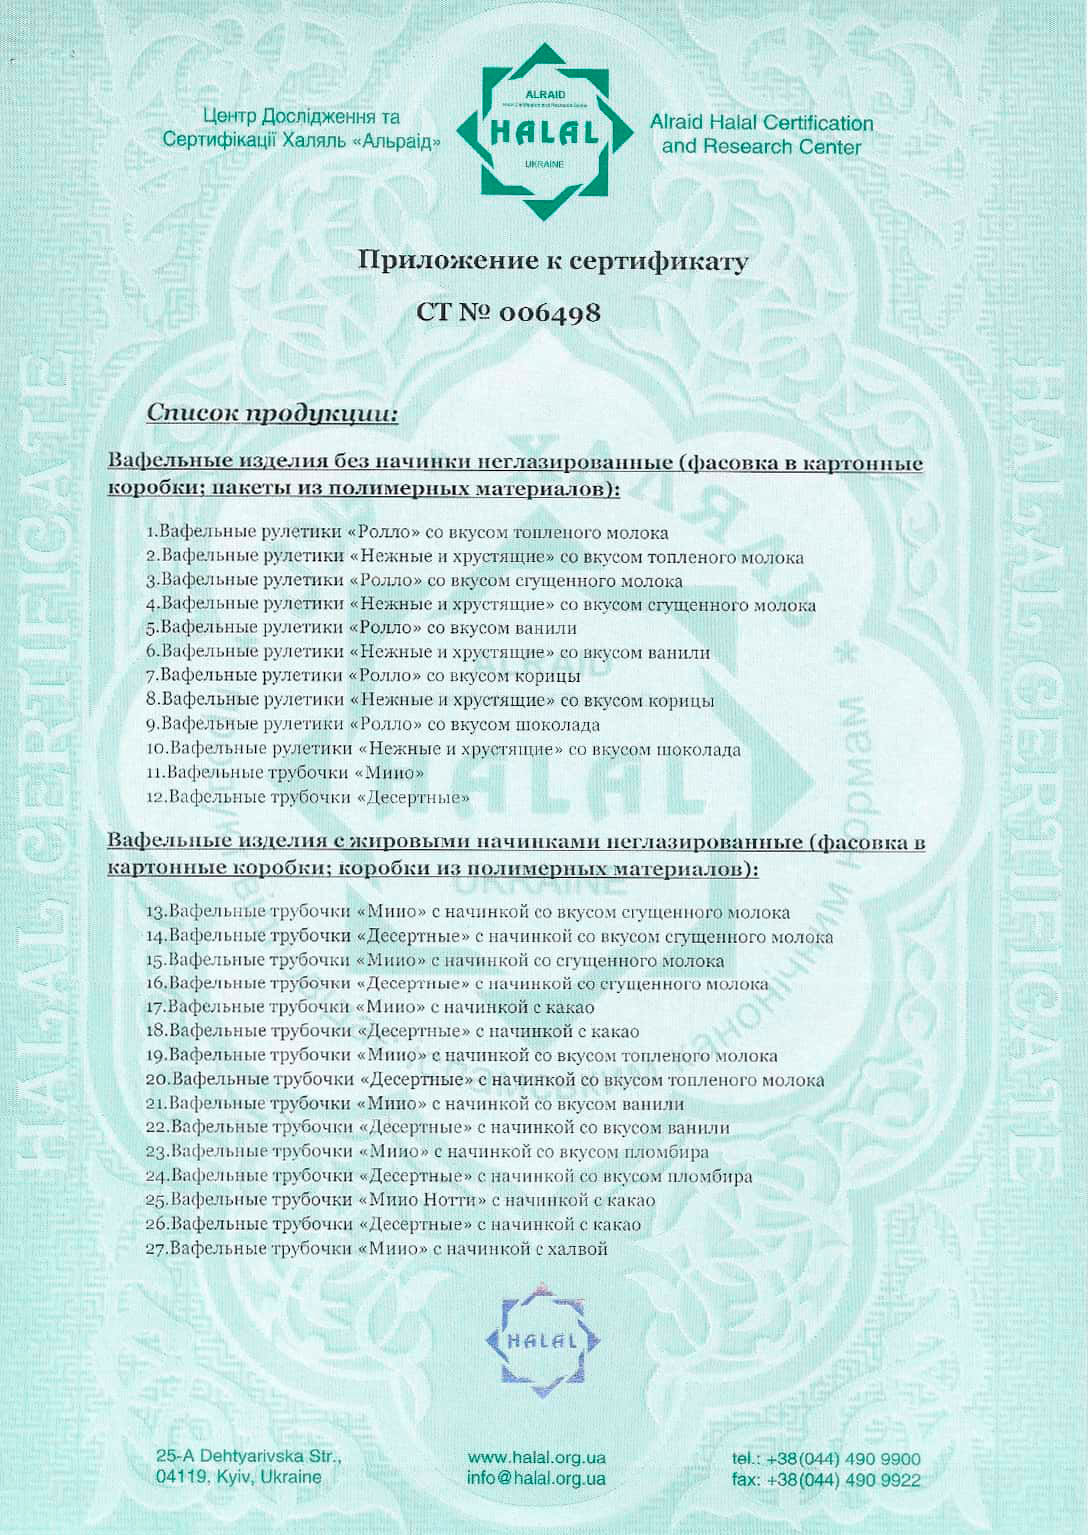 Центр Дослідження та
Сертифікації Халяль «Альраід»
ALRAID
HALAL
UKRAINE
Alraid Halal Certification
and Research Center
Приложение к сертификату
СТ № 006498
Список продукции:
Вафельные изделия без начинки неглазированные (фасовка в картонные
коробки; пакеты из полимерных материалов):
1.Вафельные рулетики «Ролло» со вкусом топленого молока
2.Вафельные рулетики «Нежные и хрустящие» со вкусом топленого молока
3.Вафельные рулетики «Ролло» со вкусом сгущенного молока
4.Вафельные рулетики «Нежные и хрустящие» со вкусом сгущенного молока
5.Вафельные рулетики «Ролло» со вкусом ванили
6.Вафельные рулетики «Нежные и хрустящие» со вкусом ванили
7.Вафельные рулетики «Ролло» со вкусом корицы
8.Вафельные рулетики «Нежные и хрустящие» со вкусом корицы
9.Вафельные рулетики «Ролло» со вкусом шоколада
10.Вафельные рулетики «Нежные и хрустящие» со вкусом шоколада
11.Вафельные трубочки «Миио»
12.Вафельные трубочки «Десертные»
Вафельные изделия с жировыми начинками неглазированные (фасовка в
картонные коробки; коробки из полимерных материалов):
13.Вафельные трубочки «Миио» с начинкой со вкусом сгущенного молока
14.Вафельные трубочки «Десертные» с начинкой со вкусом сгущенного молока
15.Вафельные трубочки «Миио» с начинкой со сгущенного молока
16.Вафельные трубочки «Десертные» с начинкой со сгущенного молока
17.Вафельные трубочки «Миио» с начинкой с какао
18.Вафельные трубочки «Десертные» с начинкой с какао
19.Вафельные трубочки «Миио» с начинкой со вкусом топленого молока
20.Вафельные трубочки «Десертные» с начинкой со вкусом топленого молока
21.Вафельные трубочки «Миио» с начинкой со вкусом ванили
22.Вафельные трубочки «Десертные» с начинкой со вкусом ванили
23.Вафельные трубочки «Миио» с начинкой со вкусом пломбира
24.Вафельные трубочки «Десертные» с начинкой со вкусом пломбира
25.Вафельные трубочки «Миио Нотти» с начинкой с какао
26.Вафельные трубочки «Десертные» с начинкой с какао
27.Вафельные трубочки «Миио» с начинкой с халвой
HALAL
25-A Dehtyarivska Str.,
04119, Kyiv, Ukraine
www.halal.org.ua
info@halal.org.ua
tel.: +38(044) 490 9900
fax: +38(044) 490 9922
HALAL CERTIFICATE
HALAL CERTIFICATE
ALRAID
HALAL
UKRAINE
ХАЛЯЛЬ
канонічним нормам